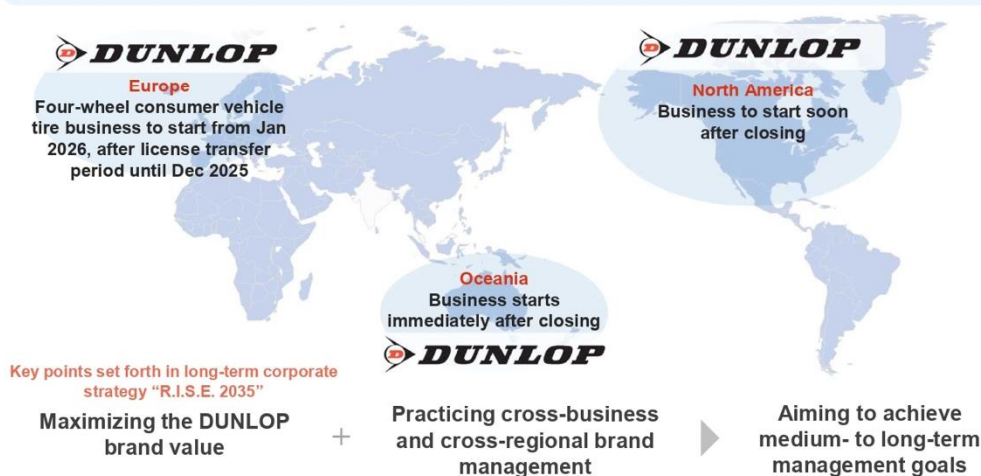 DUNLOP
Europe
Four-wheel consumer vehicle
tire business to start from Jan
2026, after license transfer
period until Dec 2025
DUNLOP
North America
Business to start soon
after closing
Oceania
Business starts
immediately after closing
DUNLOP
Key points set forth in long-term corporate
strategy “R.I.S.E. 2035”
Maximizing the DUNLOP
brand value
+
Practicing cross-business
and cross-regional brand
management
Aiming to achieve
medium- to long-term
management goals